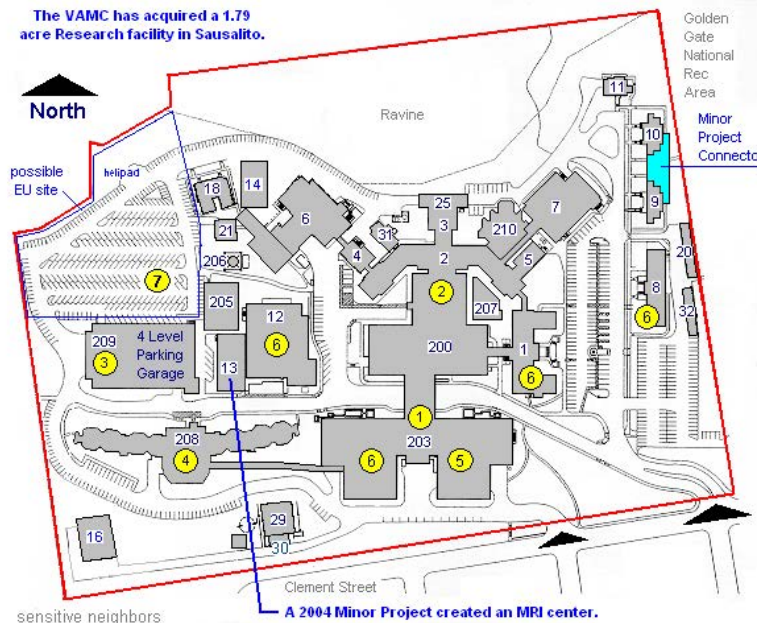 The VAMC has acquired a 1.79
acre Research facility in Sausalito.
North
Golden
Gate
National
Rec
Area
Ravine
Minor
Project
Connecto
possible
EU site
helipad
11
10
9
18
14
25
7
6
3
210
31
21
4
2
5
206
20
8
7
2
207
32
205
12
6
1
6
200
209
4 Level
Parking
Garage
3
13
6
1
203
208
4
6
5
16
29
30
Clement Street
sensitive neighbors
A 2004 Minor Project created an MRI center.